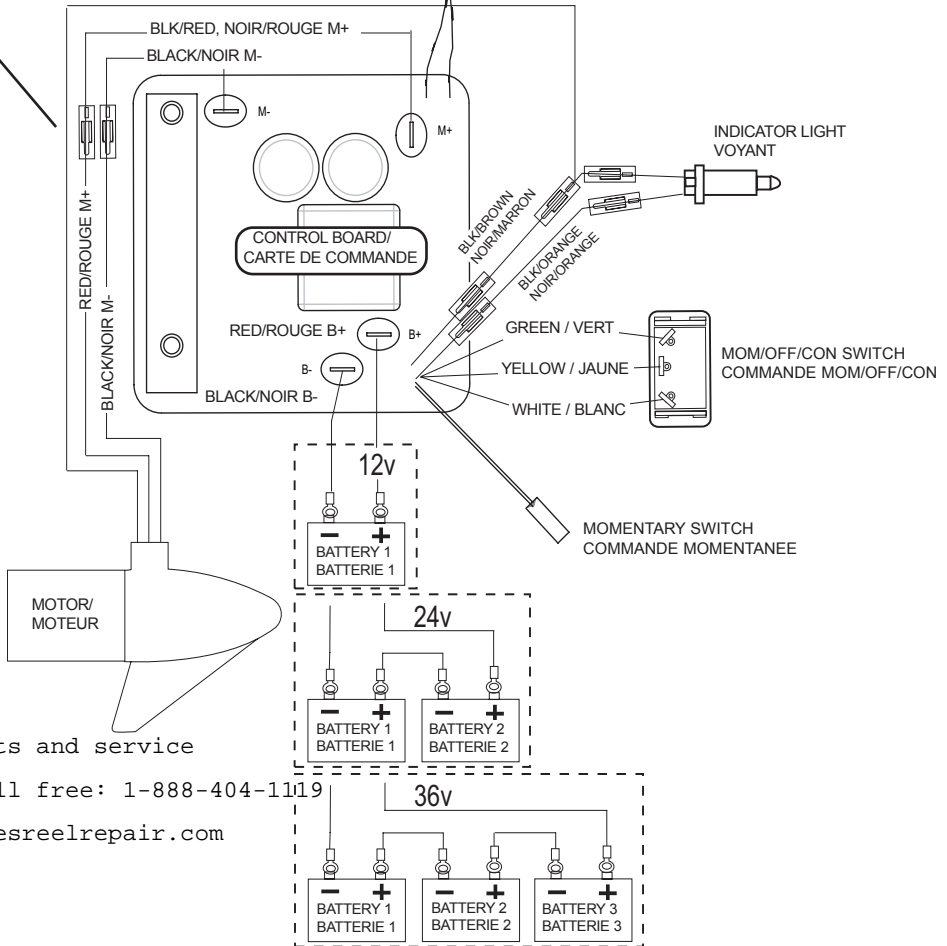 BLK/RED, NOIR/ROUGE M+
BLACK/NOIR M-
M-
M+
INDICATOR LIGHT
VOYANT
RED/ROUGE M+
BLACK/NOIR M-
CONTROL BOARD/
CARTE DE COMMANDE
BLK/BROWN
NOIR/MARRON
BLK/ORANGE
NOIR/ORANGE
RED/ROUGE B+
B+
B-
BLACK/NOIR B-
GREEN / VERT
YELLOW / JAUNE
WHITE / BLANC
MOM/OFF/CON SWITCH
COMMANDE MOM/OFF/CON
MOMENTARY SWITCH
COMMANDE MOMENTANEE
12v
− +
BATTERY 1
BATTERIE 1
MOTOR/
MOTEUR
24v
− + − +
BATTERY 1
BATTERIE 1
BATTERY 2
BATTERIE 2
ts and service
ll free: 1-888-404-1119
esreelrepair.com
36v
− + − + − +
BATTERY 1
BATTERIE 1
BATTERY 2
BATTERIE 2
BATTERY 3
BATTERIE 3